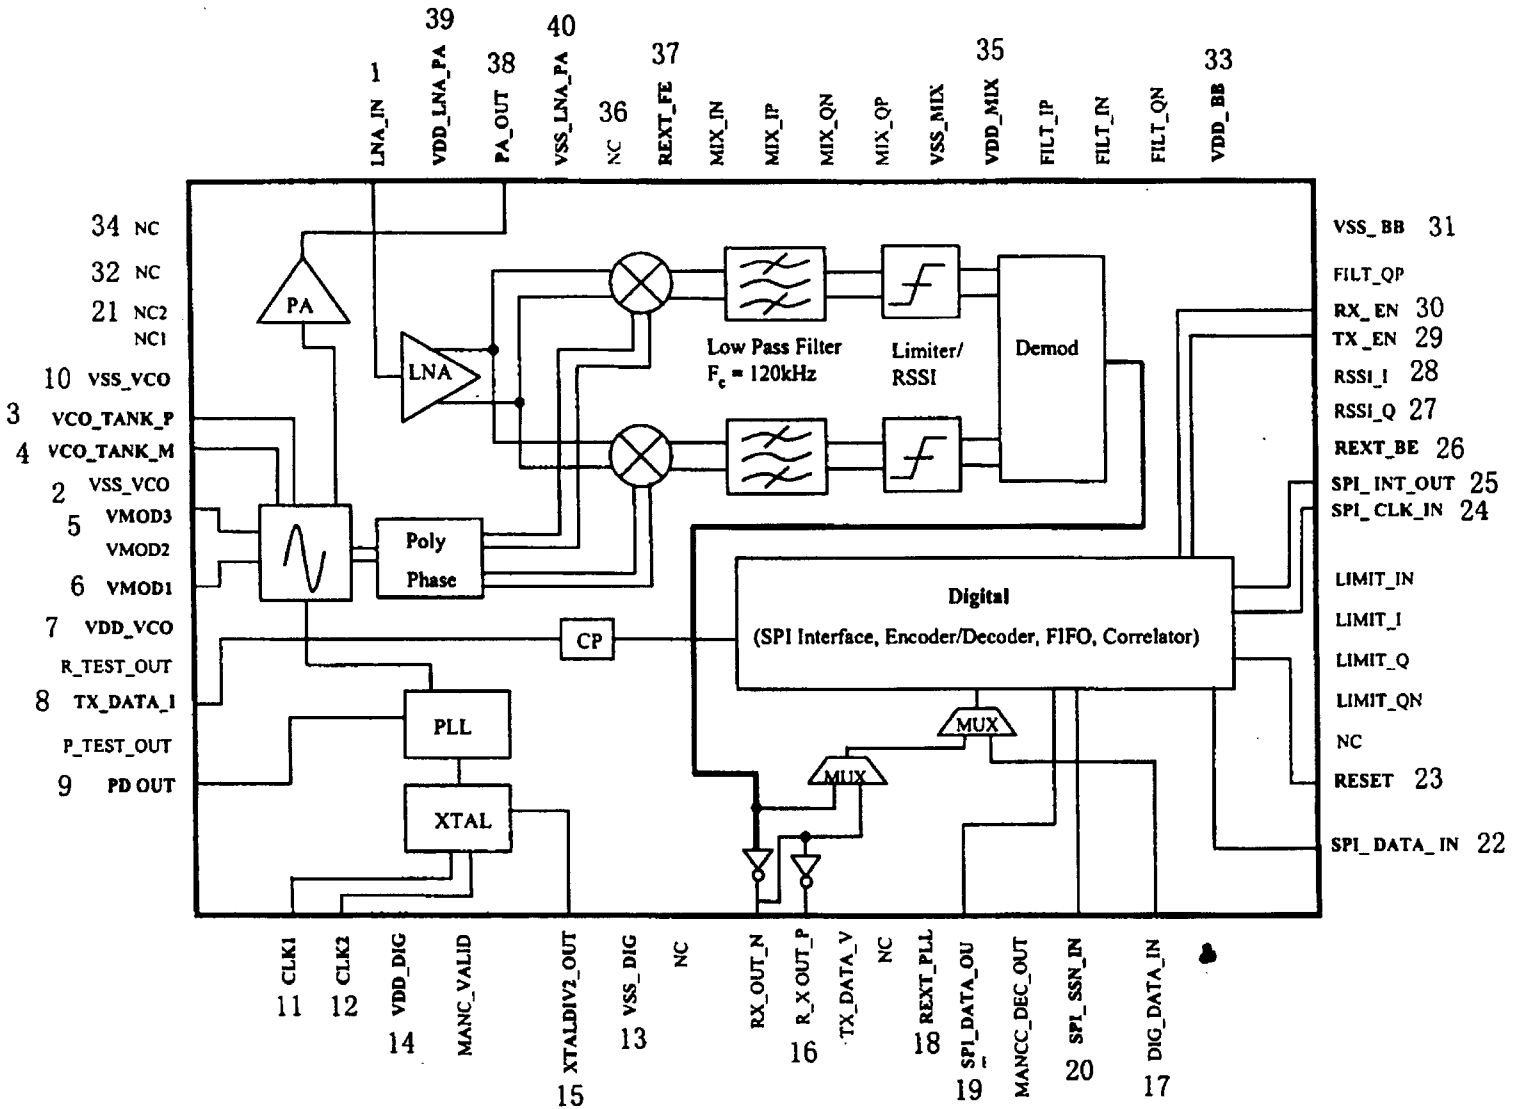 1 LNA_IN
39 VDD_LNA_PA
38 PA_OUT
40 VSS_LNA_PA
36 NC
37 REXT_FE
MIX_IN
MIX_IP
MIX_QN
MIX_QP
VSS_MIX
35 VDD_MIX
FILT_IP
FILT_IN
FILT_QN
33 VDD_BB
34 NC
32 NC
21 NC2
NC1
10 VSS_VCO
3 VCO_TANK_P
4 VCO_TANK_M
2 VSS_VCO
5 VMOD3
VMOD2
6 VMOD1
7 VDD_VCO
R_TEST_OUT
8 TX_DATA_I
P_TEST_OUT
9 PD OUT
PA
LNA
Low Pass Filter
Fc = 120kHz
Limiter/
RSSI
Demod
Poly
Phase
CP
Digital
(SPI Interface, Encoder/Decoder, FIFO, Correlator)
PLL
MUX
MUX
XTAL
VSS_BB 31
FILT_QP
RX_EN 30
TX_EN 29
RSSI_I 28
RSSI_Q 27
REXT_BE 26
SPI_INT_OUT 25
SPI_CLK_IN 24
LIMIT_IN
LIMIT_I
LIMIT_Q
LIMIT_QN
NC
RESET 23
SPI_DATA_IN 22
CLK1 11
CLK2 12
VDD_DIG 14
MANC_VALID
XTALDIV2_OUT 15
VSS_DIG 13
NC
RX_OUT_N
R_X OUT_P 16
TX_DATA_V
NC
REXT_PLL 18
SPI_DATA_OU 19
MANCC_DEC_OUT
SPI_SSN_IN 20
DIG_DATA_IN 17